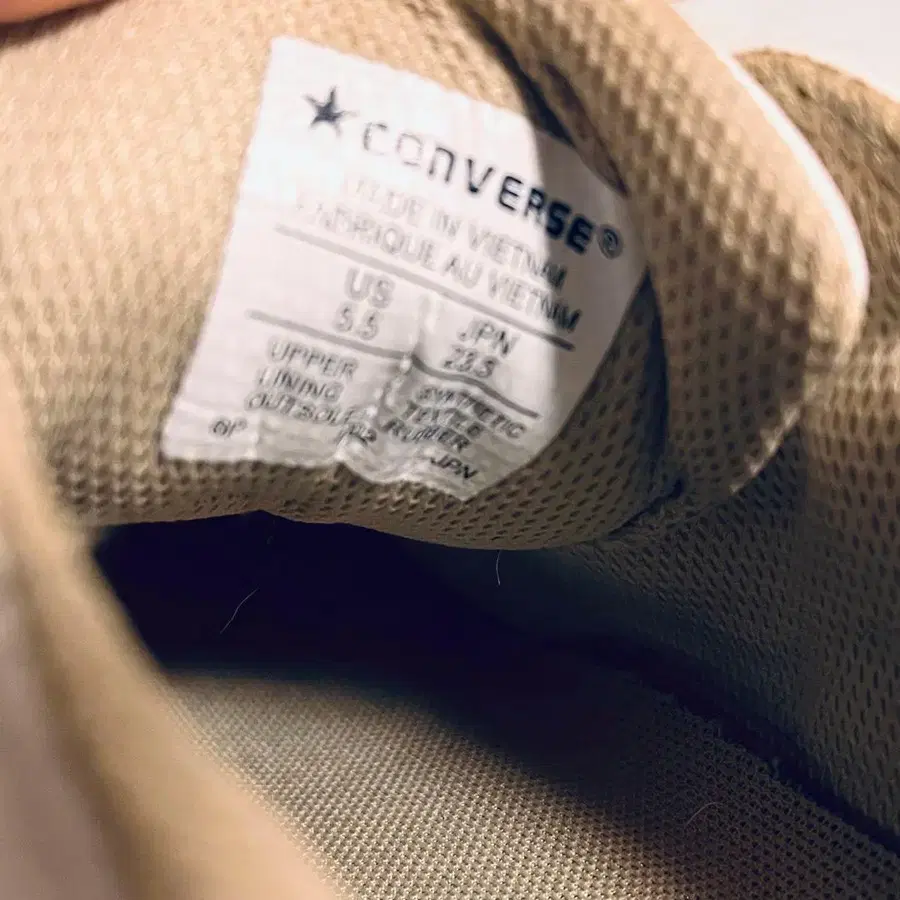 ★CONVERSE®
MADE IN VIETNAM
FABRIQUE AU VIETNAM
US JPN
5.5 23.5
UPPER SYNTHETIC
LINING TEXTILE
OUTSOLE RUBBER
JPN